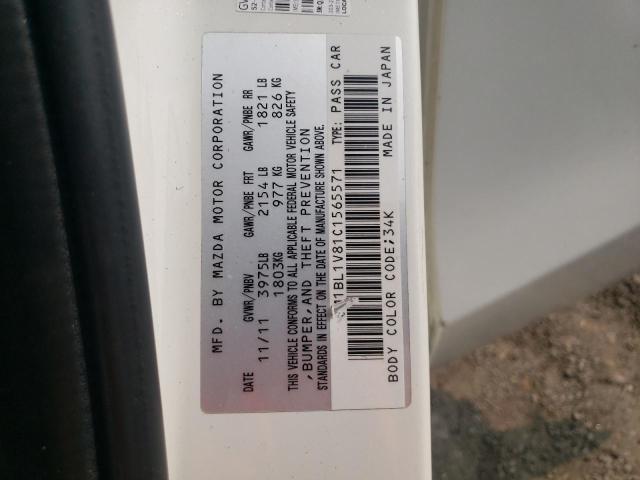 MFD. BY MAZDA MOTOR CORPORATION
DATE GVWR/PNBV GAWR/PNBE FRT GAWR/PNBE RR
11/11 3975LB 2154 LB 1821 LB
1803KG 977 KG 826 KG
THIS VEHICLE CONFORMS TO ALL APPLICABLE FEDERAL MOTOR VEHICLE SAFETY
, BUMPER, AND THEFT PREVENTION
STANDARDS IN EFFECT ON THE DATE OF MANUFACTURE SHOWN ABOVE.
11BL1V81C1565571 TYPE: PASS CAR
BODY COLOR CODE;34K MADE IN JAPAN